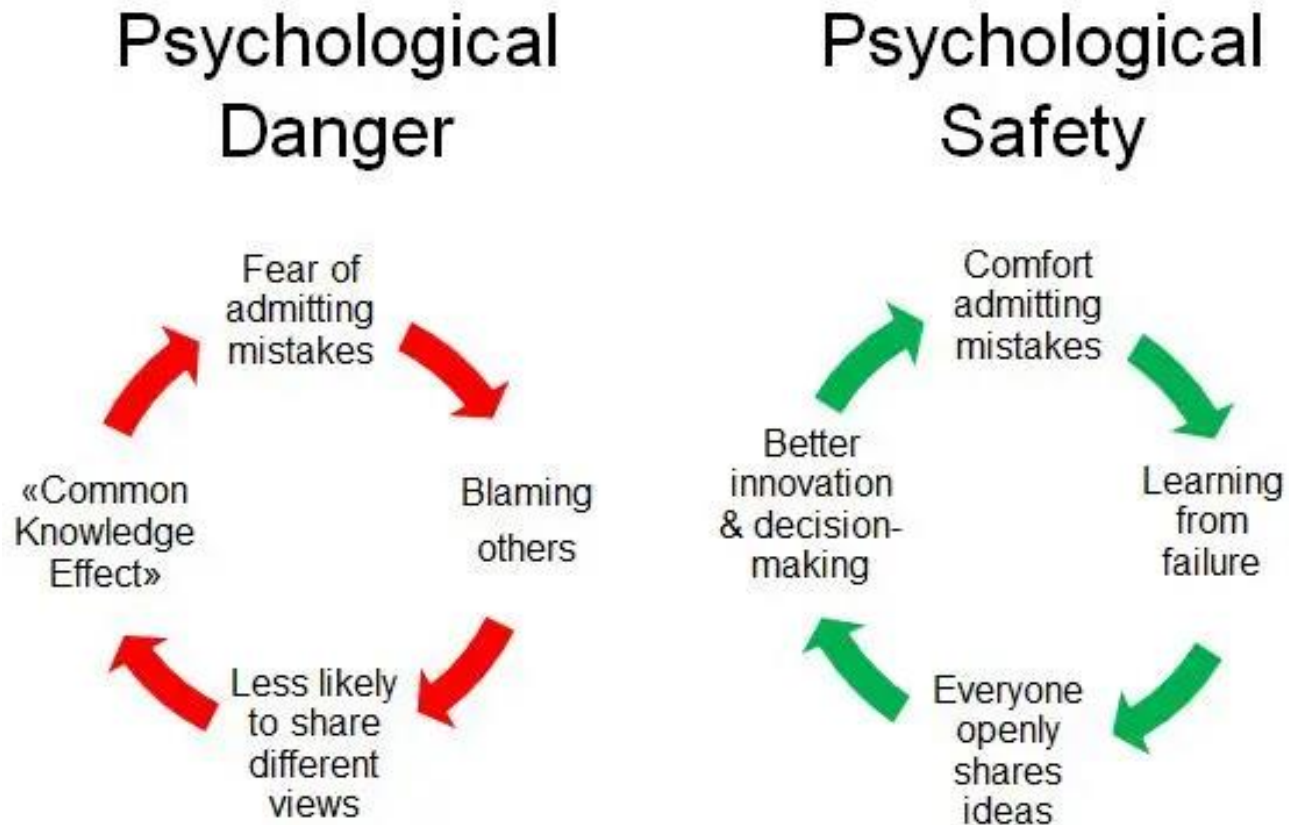 Psychological
Danger
Fear of
admitting
mistakes
Blaming
others
Less likely
to share
different
views
«Common
Knowledge
Effect»
Psychological
Safety
Comfort
admitting
mistakes
Learning
from
failure
Everyone
openly
shares
ideas
Better
innovation
& decision-
making